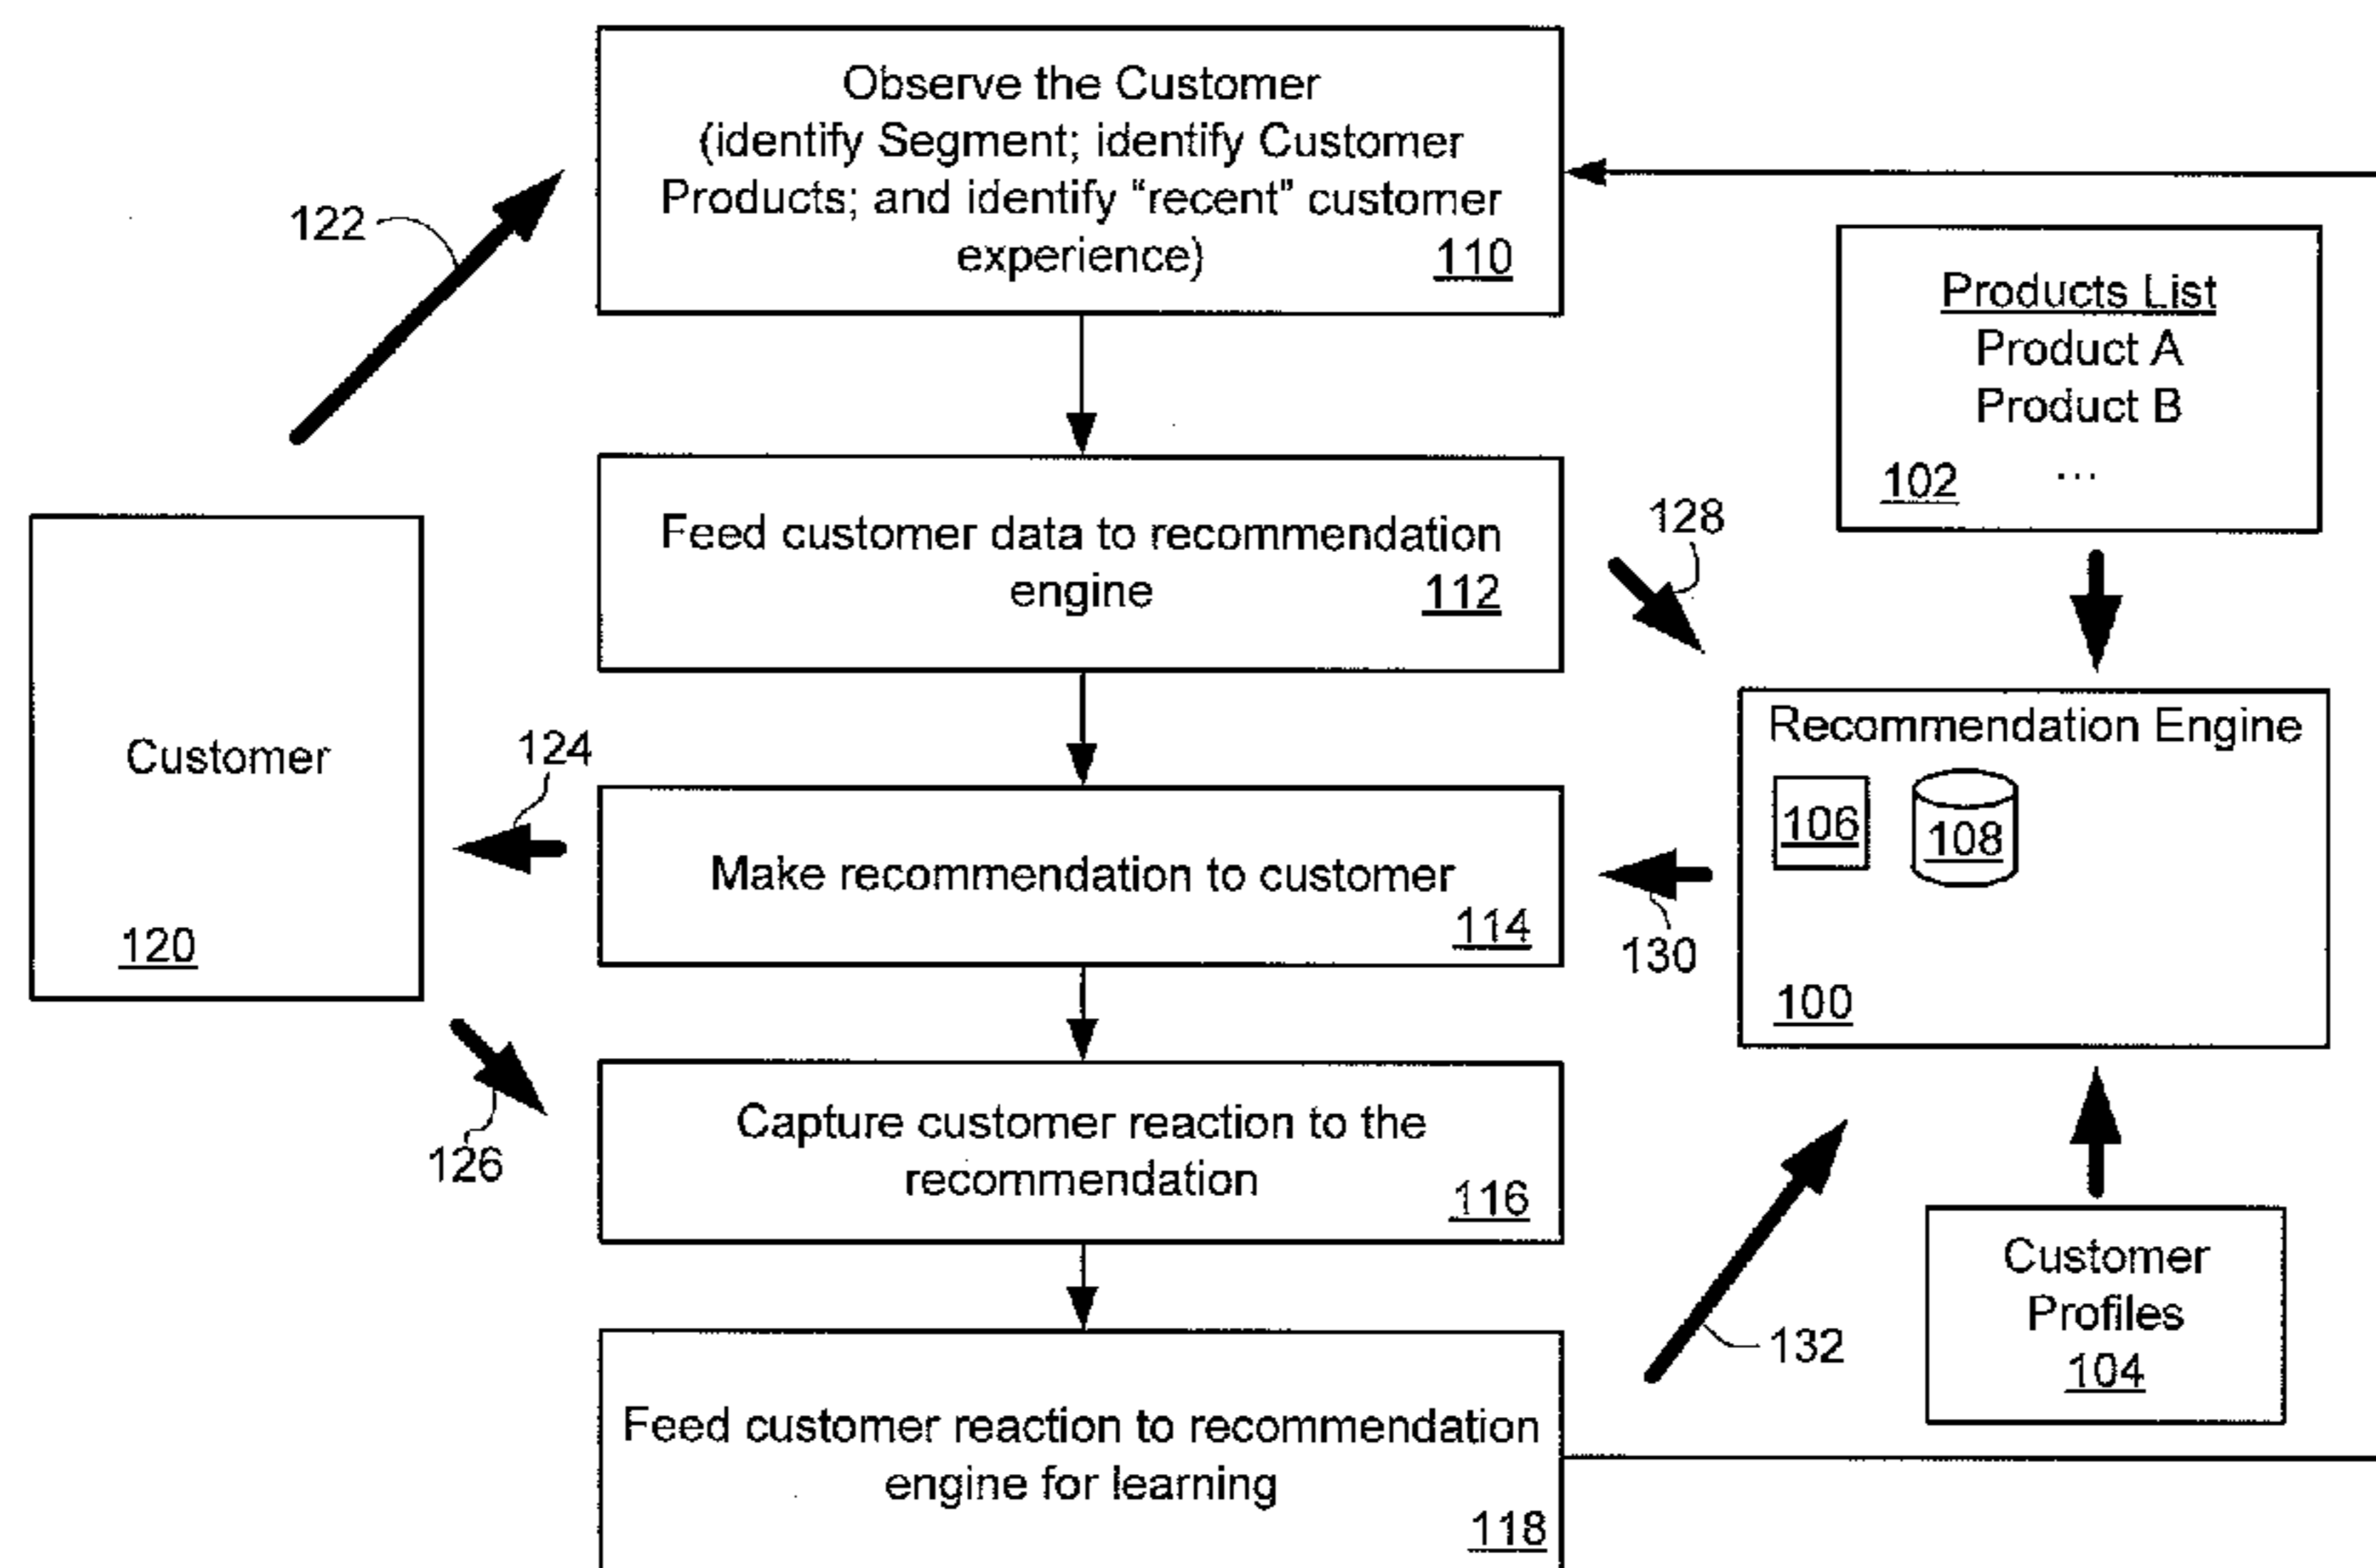 Observe the Customer
(identify Segment; identify Customer
Products; and identify “recent” customer
experience)
110
122
Products List
Product A
Product B
...
102
Feed customer data to recommendation
engine
112
128
Customer
120
124
Make recommendation to customer
114
130
Recommendation Engine
106
108
100
126
Capture customer reaction to the
recommendation
116
132
Customer
Profiles
104
Feed customer reaction to recommendation
engine for learning
118